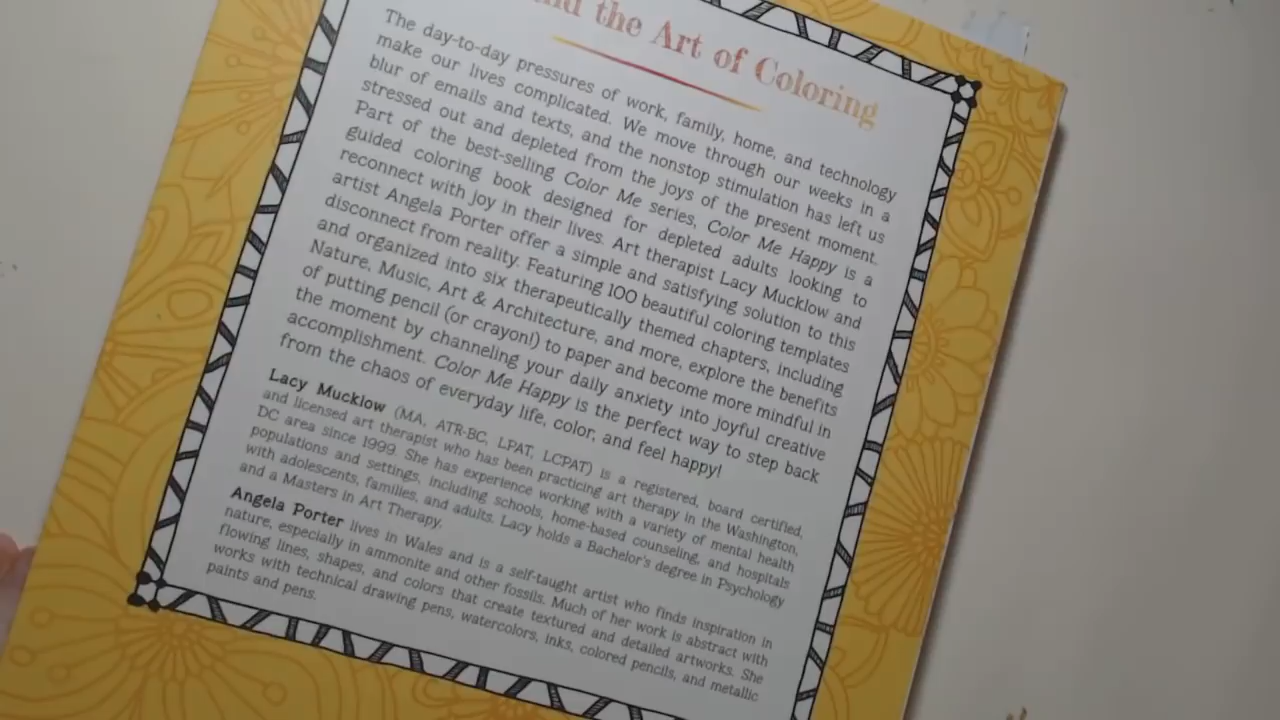 the Art of Coloring
The day-to-day pressures of work, family, home, and technology
make our lives complicated. We move through our weeks in a
blur of emails and texts, and the nonstop stimulation has left us
stressed out and depleted from the joys of the present moment.
Part of the best-selling Color Me series, Color Me Happy is a
guided coloring book designed for depleted adults looking to
reconnect with joy in their lives. Art therapist Lacy Mucklow and
artist Angela Porter offer a simple and satisfying solution to this
disconnect from reality. Featuring 100 beautiful coloring templates
and organized into six therapeutically themed chapters, including
Nature, Music, Art & Architecture, and more, explore the benefits
of putting pencil (or crayon!) to paper and become more mindful in
the moment by channeling your daily anxiety into joyful creative
accomplishment. Color Me Happy is the perfect way to step back
from the chaos of everyday life, color, and feel happy!
Lacy Mucklow (MA, ATR-BC, LPAT, LCPAT) is a registered, board certified,
and licensed art therapist who has been practicing art therapy in the Washington,
DC area since 1999. She has experience working with a variety of mental health
populations and settings, including schools, home-based counseling, and hospitals
with adolescents, families, and adults. Lacy holds a Bachelor's degree in Psychology
and a Masters in Art Therapy.
Angela Porter lives in Wales and is a self-taught artist who finds inspiration in
nature, especially in ammonite and other fossils. Much of her work is abstract with
flowing lines, shapes, and colors that create textured and detailed artworks. She
works with technical drawing pens, watercolors, inks, colored pencils, and metallic
paints and pens.